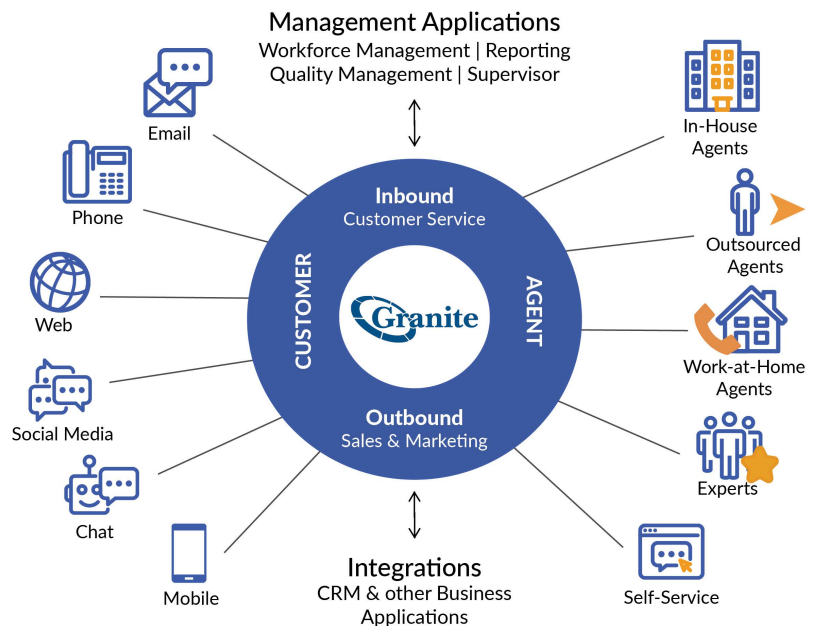 Management Applications
Workforce Management | Reporting
Quality Management | Supervisor
Email
Phone
Web
Social Media
Chat
Mobile
Inbound
Customer Service
CUSTOMER
Granite
AGENT
Outbound
Sales & Marketing
In-House
Agents
Outsourced
Agents
Work-at-Home
Agents
Experts
Self-Service
Integrations
CRM & other Business
Applications